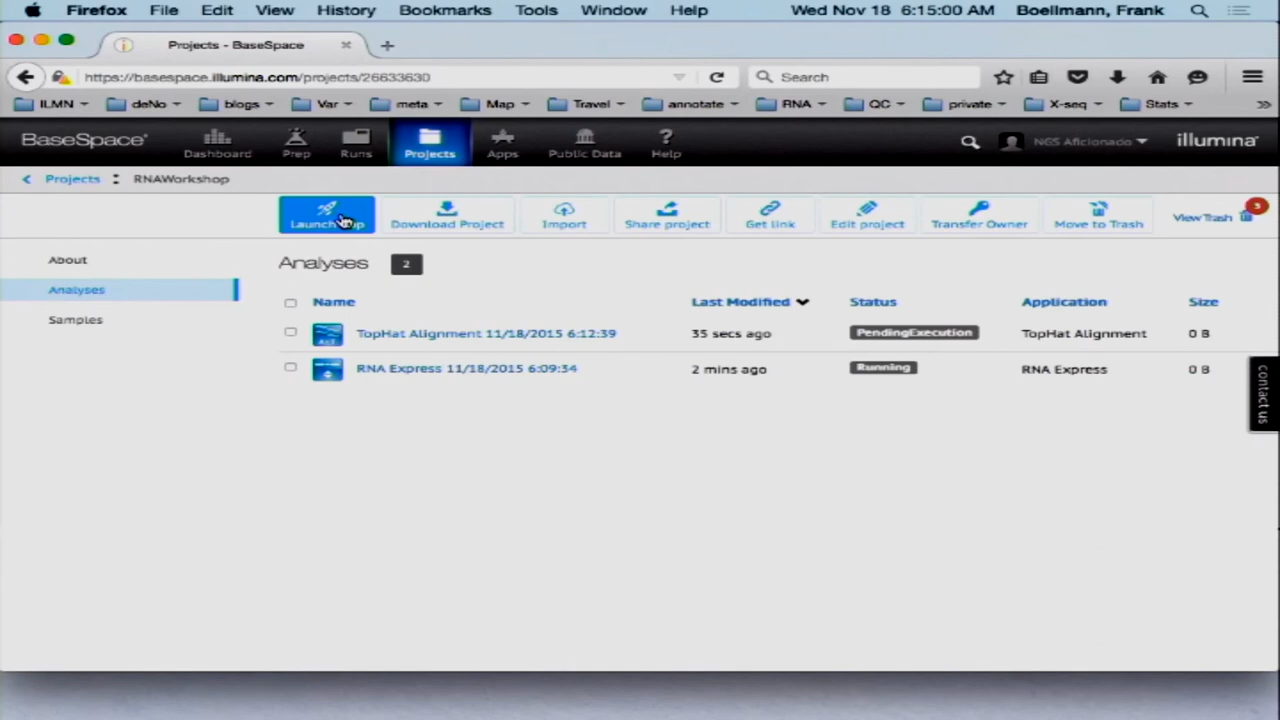 Firefox File Edit View History Bookmarks Tools Window Help Wed Nov 18 6:15:00 AM Boellmann, Frank
Projects - BaseSpace
https://basespace.illumina.com/projects/26633630 Search
ILMN deNo blogs Var meta Map Travel annotate RNA QC private X-seq Stats
BaseSpace Dashboard Prep Runs Projects Apps Public Data Help NGS Aficionado illumina
Projects : RNAWorkshop
Download Project Import Share project Get link Edit project Transfer Owner Move to Trash View Trash 3
About
Analyses
Samples
Analyses 2
Name Last Modified Status Application Size
TopHat Alignment 11/18/2015 6:12:39 35 secs ago PendingExecution TopHat Alignment 0 B
RNA Express 11/18/2015 6:09:34 2 mins ago Running RNA Express 0 B
contact us